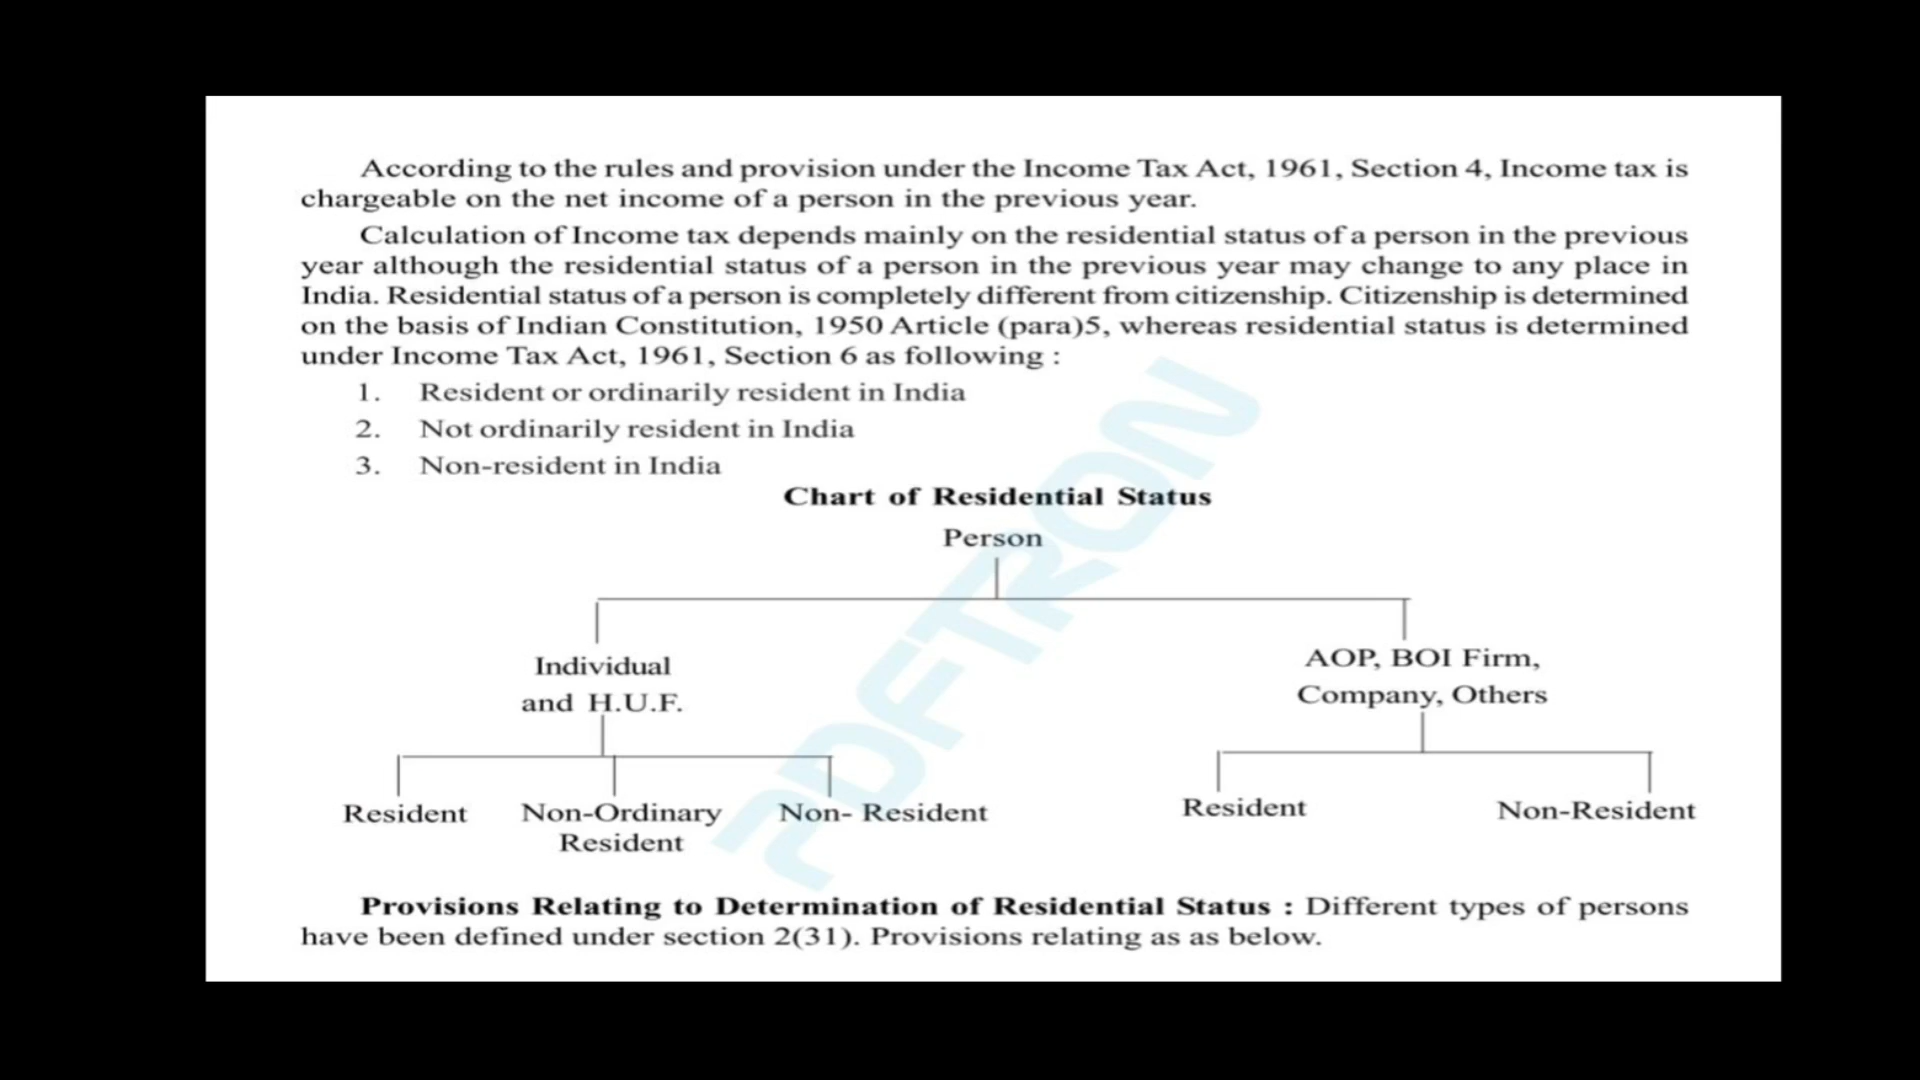 According to the rules and provision under the Income Tax Act, 1961, Section 4, Income tax is
chargeable on the net income of a person in the previous year.
Calculation of Income tax depends mainly on the residential status of a person in the previous
year although the residential status of a person in the previous year may change to any place in
India. Residential status of a person is completely different from citizenship. Citizenship is determined
on the basis of Indian Constitution, 1950 Article (para)5, whereas residential status is determined
under Income Tax Act, 1961, Section 6 as following :
1. Resident or ordinarily resident in India
2. Not ordinarily resident in India
3. Non-resident in India
Chart of Residential Status
Person
Individual
and H.U.F.
AOP, BOI Firm,
Company, Others
Resident
Non-Ordinary
Resident
Non- Resident
Resident
Non-Resident
Provisions Relating to Determination of Residential Status : Different types of persons
have been defined under section 2(31). Provisions relating as as below.
PDFTRON